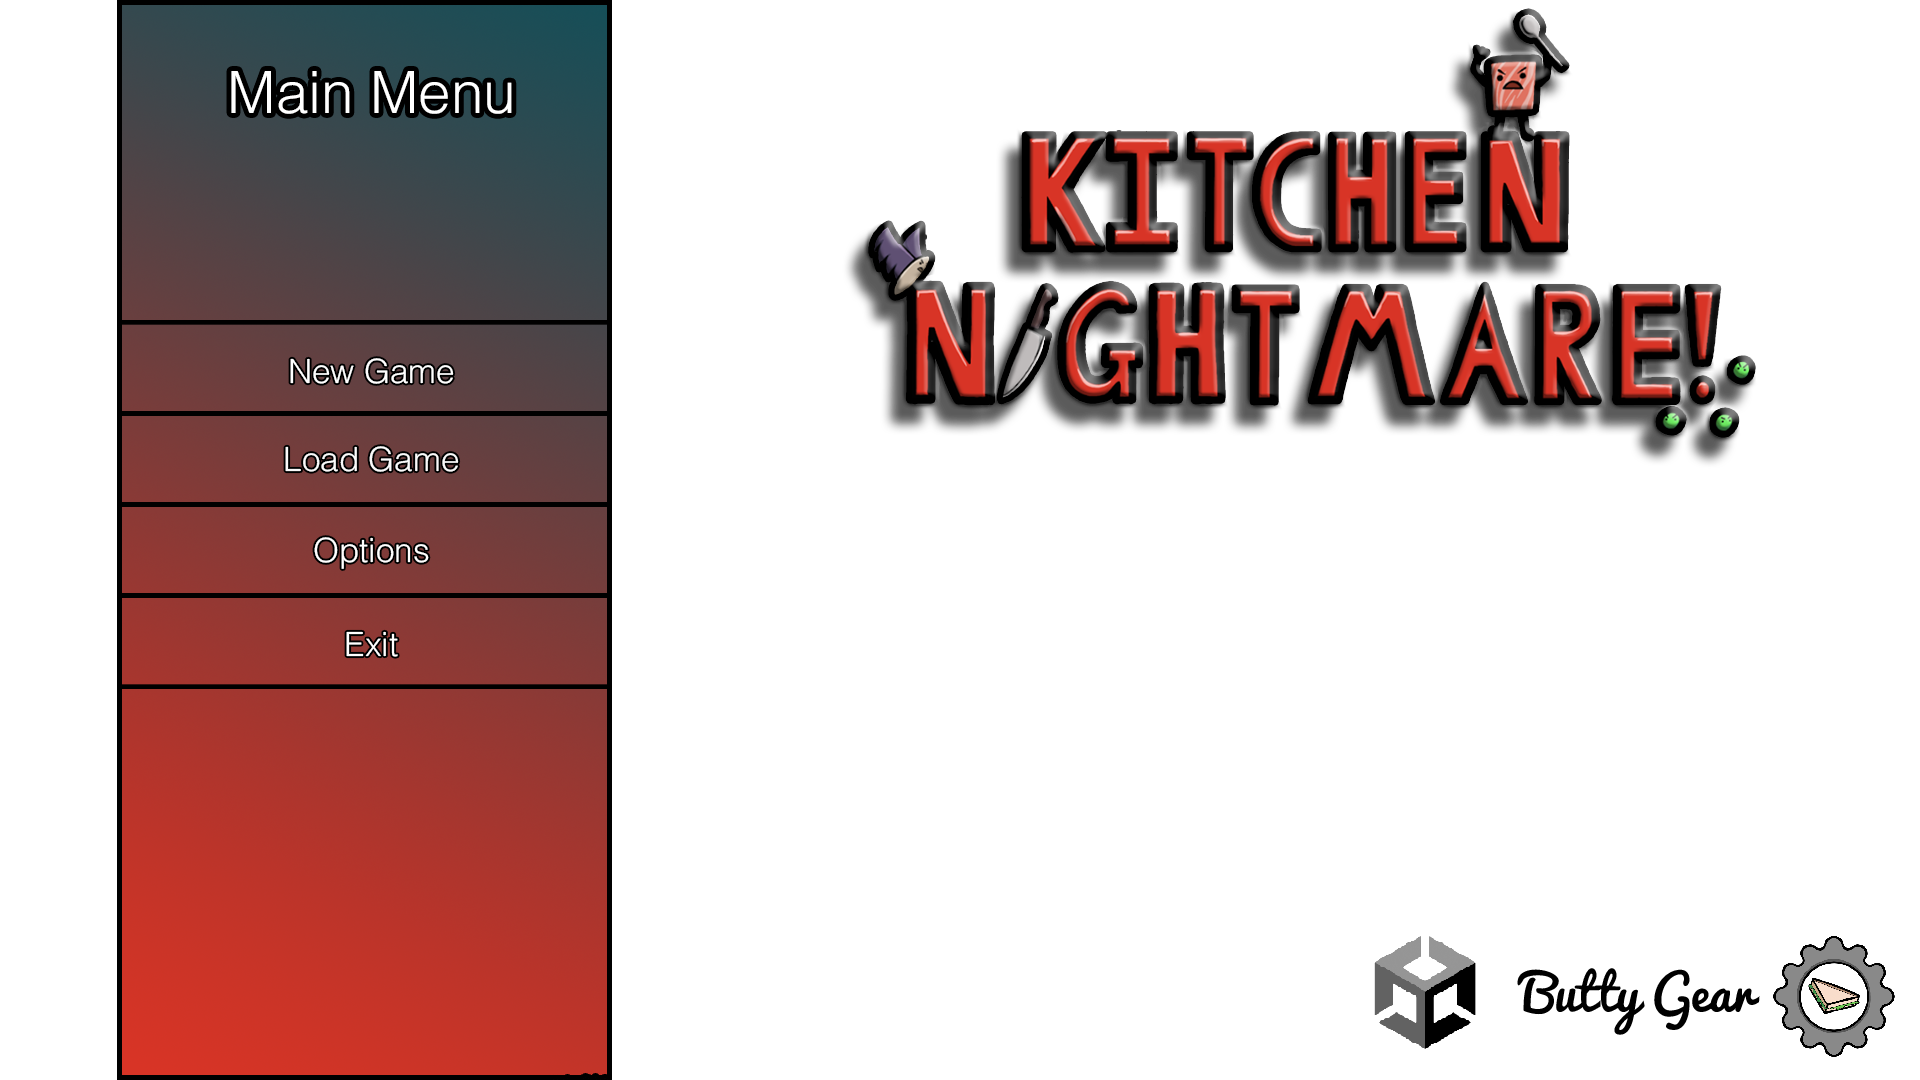 Main Menu
New Game
Load Game
Options
Exit
KITCHEN
NIGHTMARE!
Butty Gear